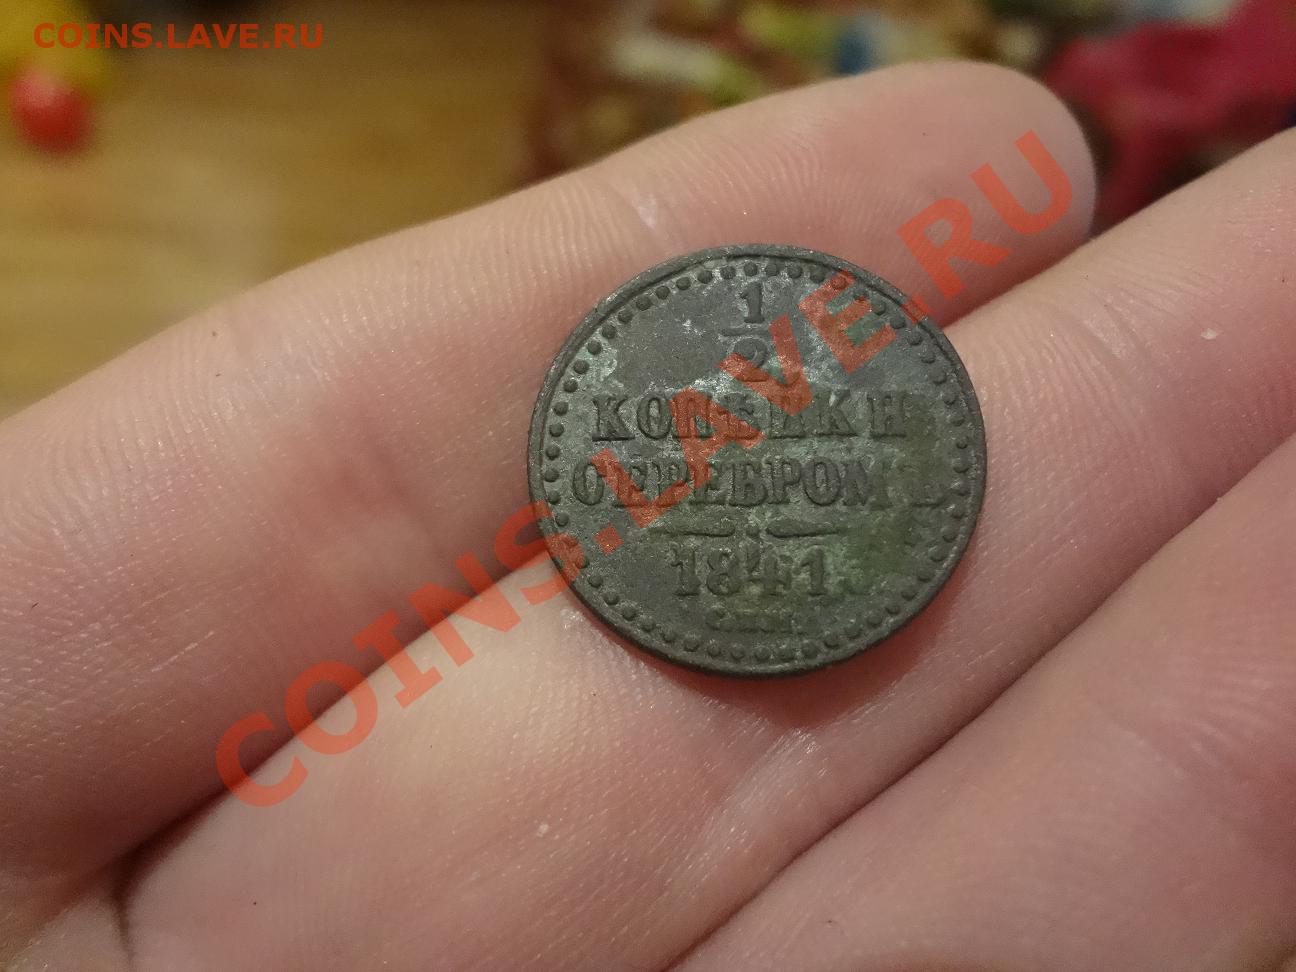 COINS.LAVE.RU
1
2
КОПѢЙКИ
СЕРЕБРОМЪ
1841
С.П.М.
COINS.LAVE.RU